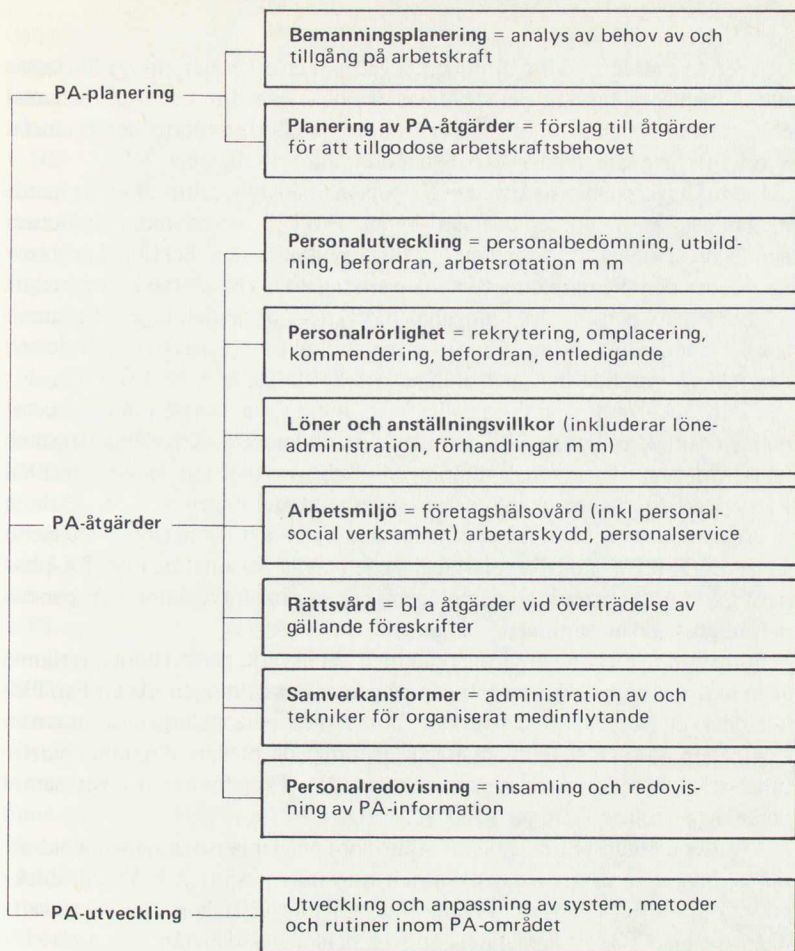 Bemanningsplanering = analys av behov av och
tillgång på arbetskraft
PA-planering
Planering av PA-åtgärder = förslag till åtgärder
för att tillgodose arbetskraftsbehovet
Personalutveckling = personalbedömning, utbild-
ning, befordran, arbetsrotation m m
Personalrörlighet = rekrytering, omplacering,
kommendering, befordran, entledigande
Löner och anställningsvillkor (inkluderar löne-
administration, förhandlingar m m)
PA-åtgärder
Arbetsmiljö = företagshälsovård (inkl personal-
social verksamhet) arbetarskydd, personalservice
Rättsvård = bl a åtgärder vid överträdelse av
gällande föreskrifter
Samverkansformer = administration av och
tekniker för organiserat medinflytande
Personalredovisning = insamling och redovis-
ning av PA-information
PA-utveckling
Utveckling och anpassning av system, metoder
och rutiner inom PA-området